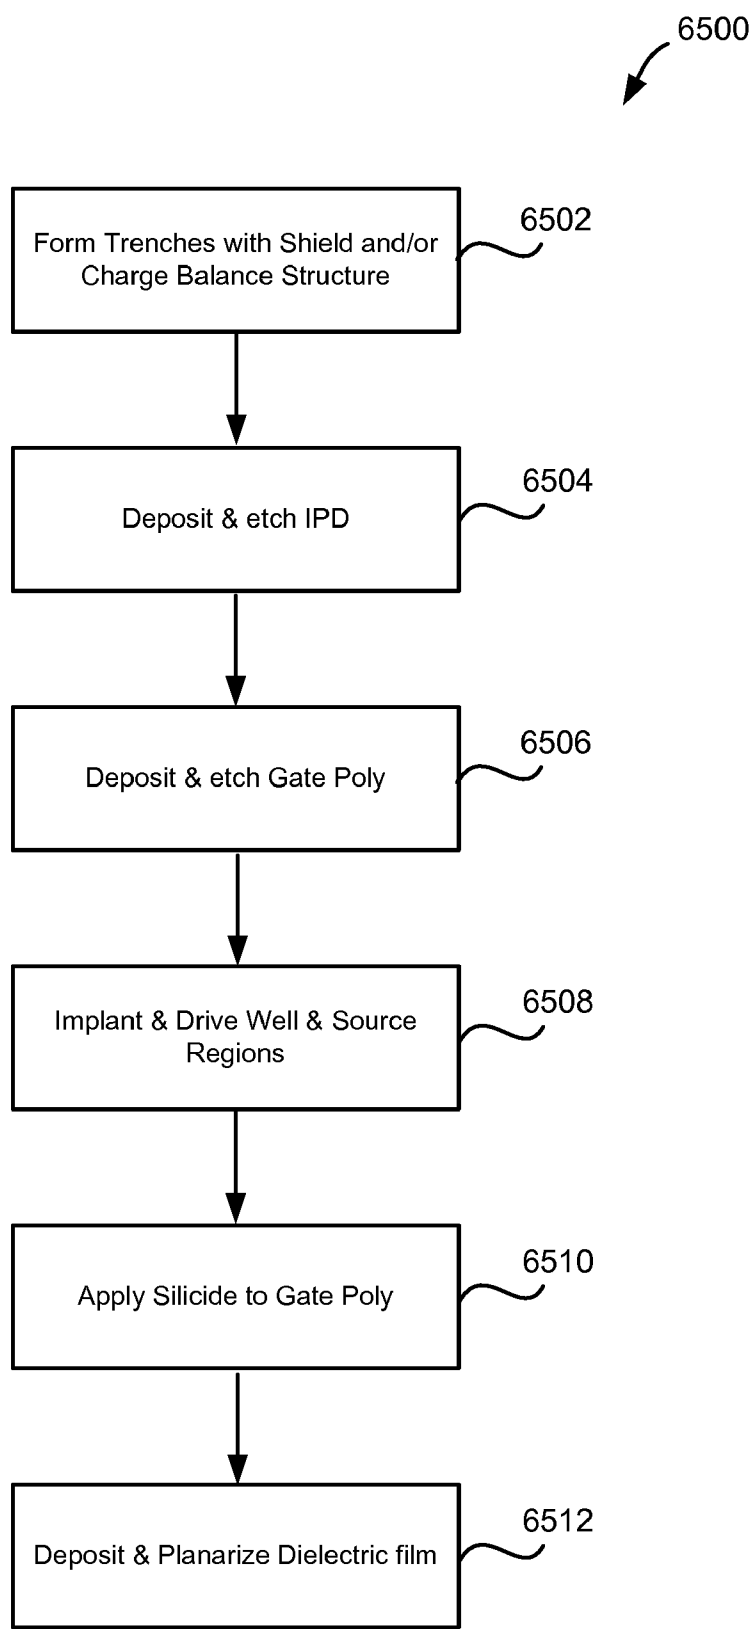 6500
Form Trenches with Shield and/or
Charge Balance Structure
6502
Deposit & etch IPD
6504
Deposit & etch Gate Poly
6506
Implant & Drive Well & Source
Regions
6508
Apply Silicide to Gate Poly
6510
Deposit & Planarize Dielectric film
6512